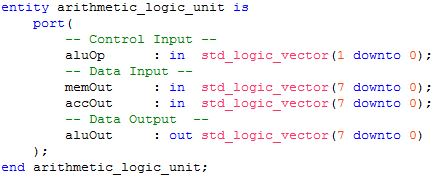 entity arithmetic_logic_unit is
    port(
        -- Control Input --
        aluOp      : in  std_logic_vector(1 downto 0);
        -- Data Input --
        memOut     : in  std_logic_vector(7 downto 0);
        accOut     : in  std_logic_vector(7 downto 0);
        -- Data Output  --
        aluOut     : out std_logic_vector(7 downto 0)
    );
end arithmetic_logic_unit;